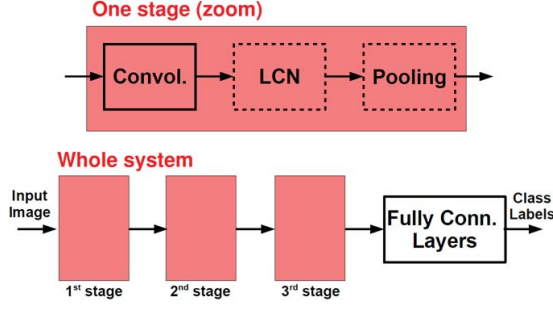 One stage (zoom)
Convol.
LCN
Pooling
Whole system
Input
Image
Fully Conn.
Layers
Class
Labels
1st stage
2nd stage
3rd stage